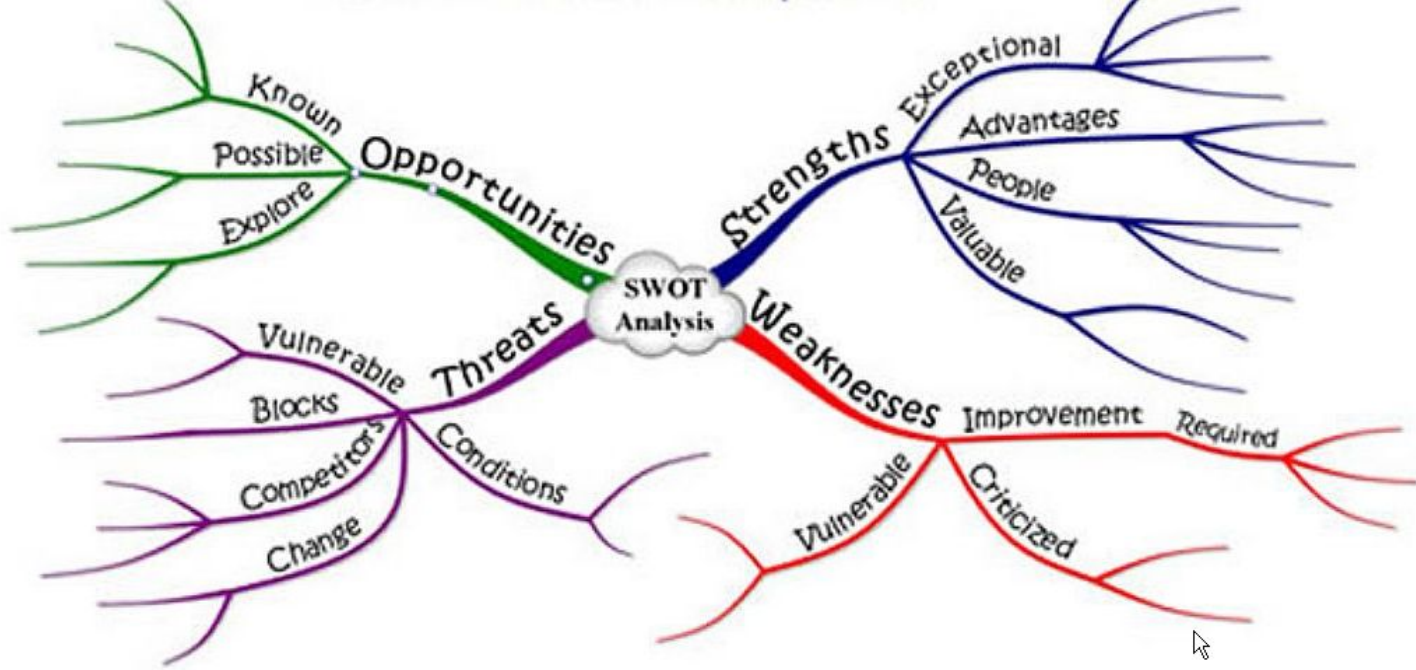 SWOT
Analysis
Opportunities
Known
Possible
Explore
Strengths
Exceptional
Advantages
People
Valuable
Threats
Vulnerable
Blocks
Competitors
Change
Conditions
Weaknesses
Improvement
Required
Criticized
Vulnerable